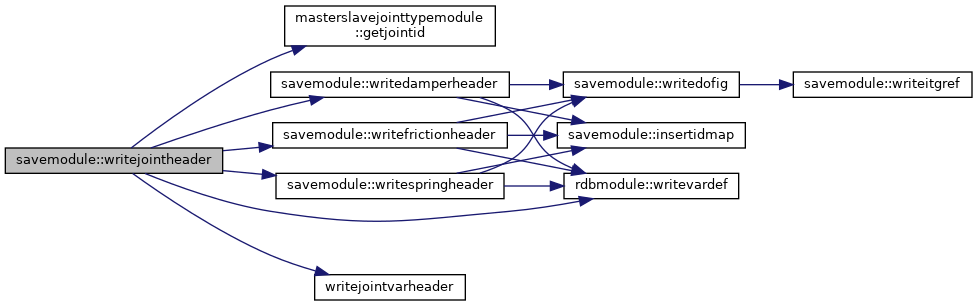 masterslavejointtypemodule
::getjointid
savemodule::writedamperheader
savemodule::writedofig
savemodule::writeitgref
savemodule::writefrictionheader
savemodule::insertidmap
savemodule::writejointheader
savemodule::writespringheader
rdbmodule::writevardef
writejointvarheader